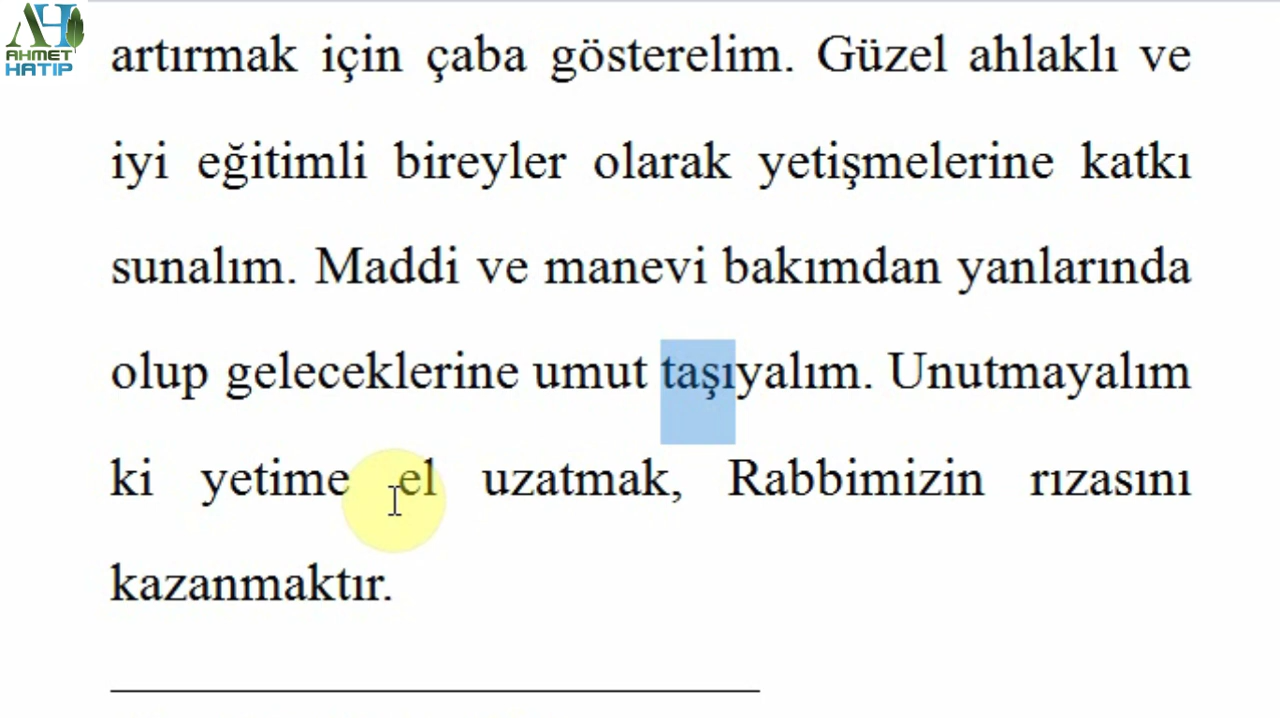 AHMET
HATIP
artırmak için çaba gösterelim. Güzel ahlaklı ve
iyi eğitimli bireyler olarak yetişmelerine katkı
sunalım. Maddi ve manevi bakımdan yanlarında
olup geleceklerine umut taşıyalım. Unutmayalım
ki yetime el uzatmak, Rabbimizin rızasını
kazanmaktır.